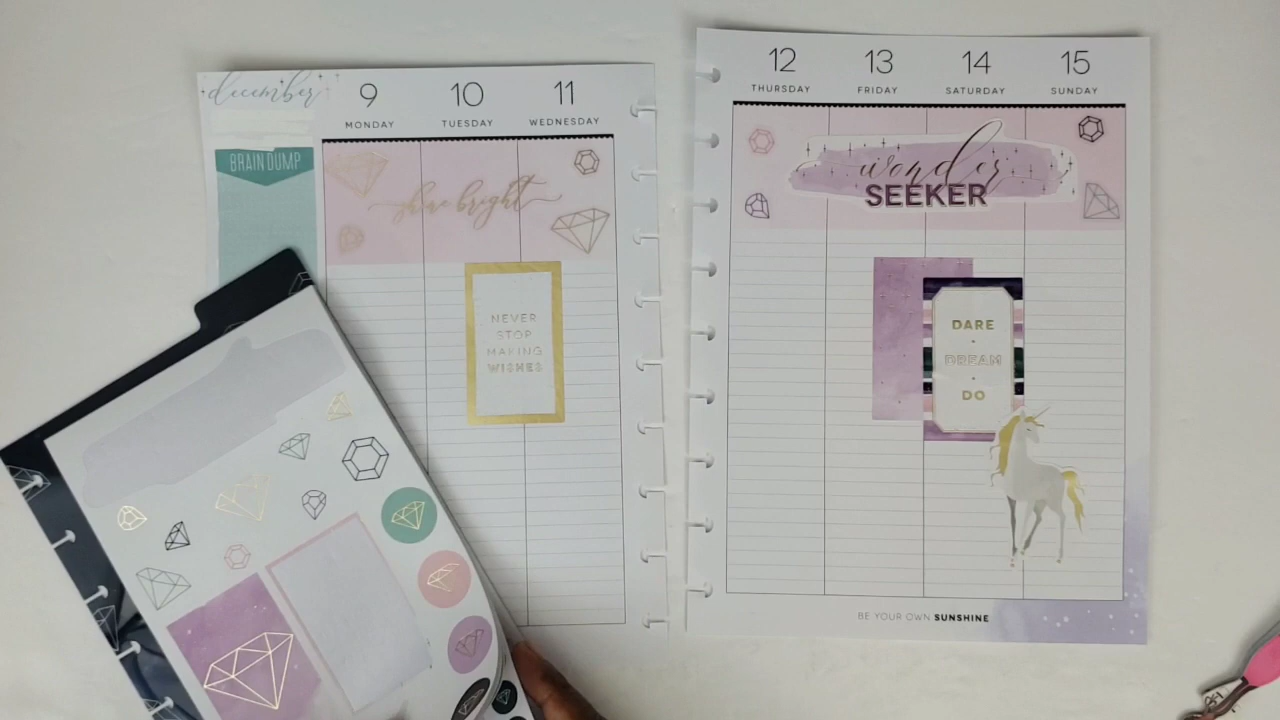 december
9 10 11
MONDAY TUESDAY WEDNESDAY
BRAIN DUMP
shine bright
NEVER
STOP
MAKING
WISHES
12 13 14 15
THURSDAY FRIDAY SATURDAY SUNDAY
wonder
SEEKER
DARE
DREAM
DO
BE YOUR OWN SUNSHINE